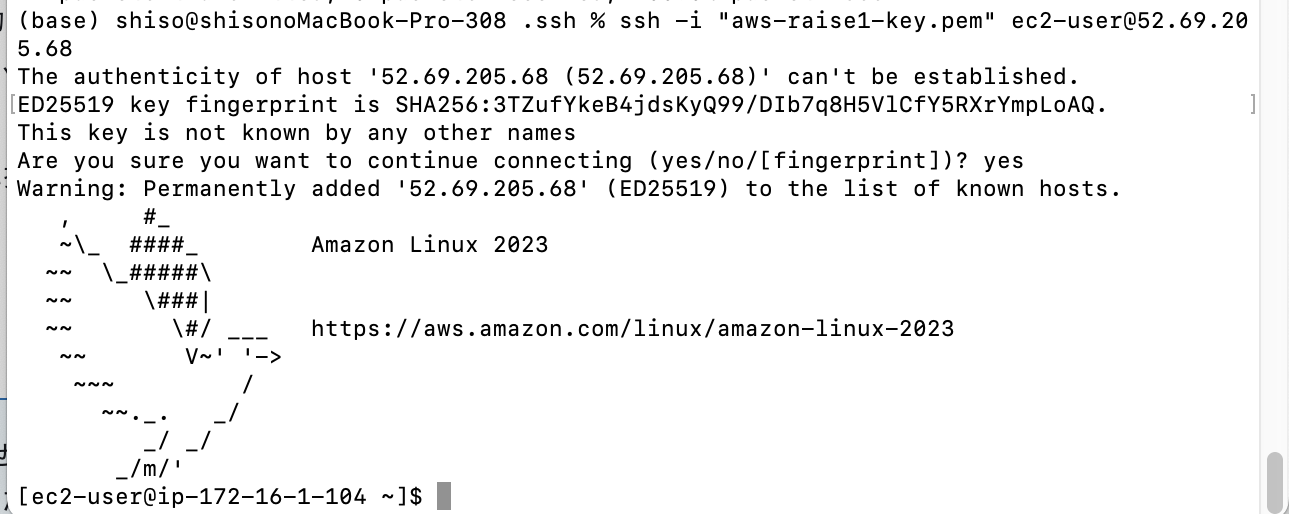 (base) shiso@shisonoMacBook-Pro-308 .ssh % ssh -i "aws-raise1-key.pem" ec2-user@52.69.20
5.68
The authenticity of host '52.69.205.68 (52.69.205.68)' can't be established.
[ED25519 key fingerprint is SHA256:3TZufYkeB4jdsKyQ99/DIb7q8H5VlCfY5RXrYmpLoAQ.          ]
This key is not known by any other names
Are you sure you want to continue connecting (yes/no/[fingerprint])? yes
Warning: Permanently added '52.69.205.68' (ED25519) to the list of known hosts.
   ,     #_
   ~\_  ####_        Amazon Linux 2023
  ~~  \_#####\
  ~~     \###|
  ~~       \#/ ___   https://aws.amazon.com/linux/amazon-linux-2023
   ~~       V~' '->
    ~~~         /
      ~~._.   _/
         _/ _/
       _/m/'
[ec2-user@ip-172-16-1-104 ~]$